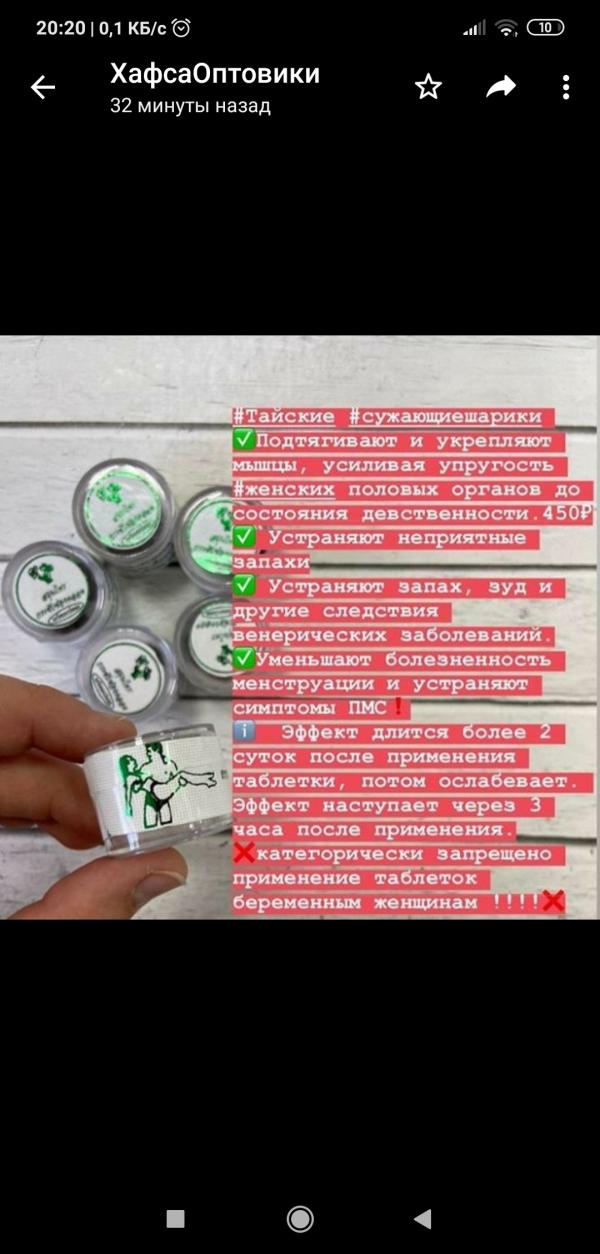 20:20 | 0,1 КБ/с
10
ХафсаОптовики
32 минуты назад
#Тайские #сужающиешарики
✅Подтягивают и укрепляют
мышцы, усиливая упругость
#женских половых органов до
состояния девственности.450₽
✅ Устраняют неприятные
запахи
✅ Устраняют запах, зуд и
другие следствия
венерических заболеваний.
✅Уменьшают болезненность
менструации и устраняют
симптомы ПМС❗
ℹ️ Эффект длится более 2
суток после применения
таблетки, потом ослабевает.
Эффект наступает через 3
часа после применения.
❌категорически запрещено
применение таблеток
беременным женщинам !!!!❌